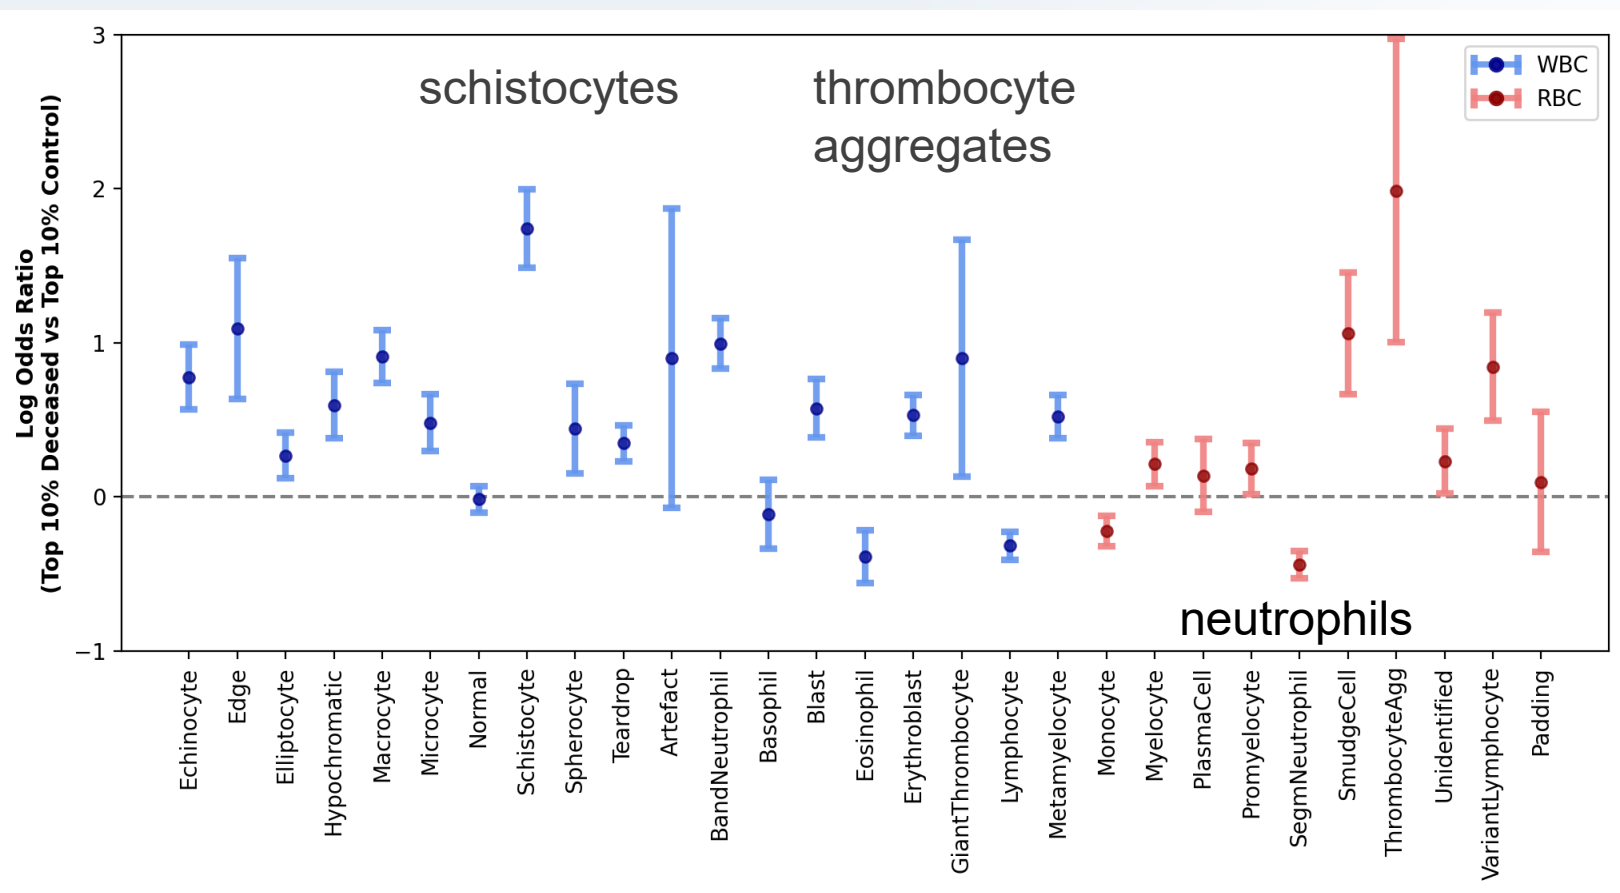 3
2
1
0
−1
Log Odds Ratio
(Top 10% Deceased vs Top 10% Control)
schistocytes
thrombocyte
aggregates
neutrophils
WBC
RBC
Echinocyte
Edge
Elliptocyte
Hypochromatic
Macrocyte
Microcyte
Normal
Schistocyte
Spherocyte
Teardrop
Artefact
BandNeutrophil
Basophil
Blast
Eosinophil
Erythroblast
GiantThrombocyte
Lymphocyte
Metamyelocyte
Monocyte
Myelocyte
PlasmaCell
Promyelocyte
SegmNeutrophil
SmudgeCell
ThrombocyteAgg
Unidentified
VariantLymphocyte
Padding